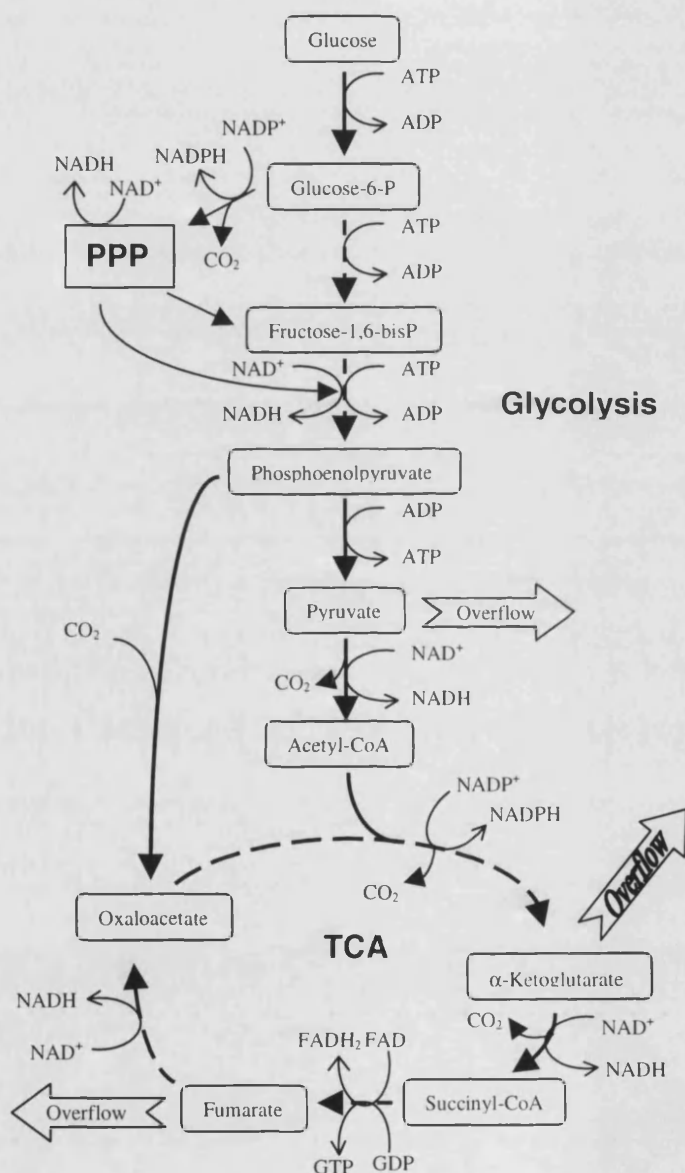 Glucose
ATP
ADP
NADP⁺
NADPH
NADH
NAD⁺
Glucose-6-P
PPP
CO₂
ATP
ADP
Fructose-1,6-bisP
NAD⁺
ATP
NADH
ADP
Glycolysis
Phosphoenolpyruvate
ADP
ATP
Pyruvate
Overflow
CO₂
NAD⁺
CO₂
NADH
Acetyl-CoA
NADP⁺
NADPH
CO₂
Overflow
Oxaloacetate
TCA
α-Ketoglutarate
NADH
NAD⁺
CO₂
NAD⁺
NADH
FADH₂ FAD
Overflow
Fumarate
Succinyl-CoA
GTP GDP